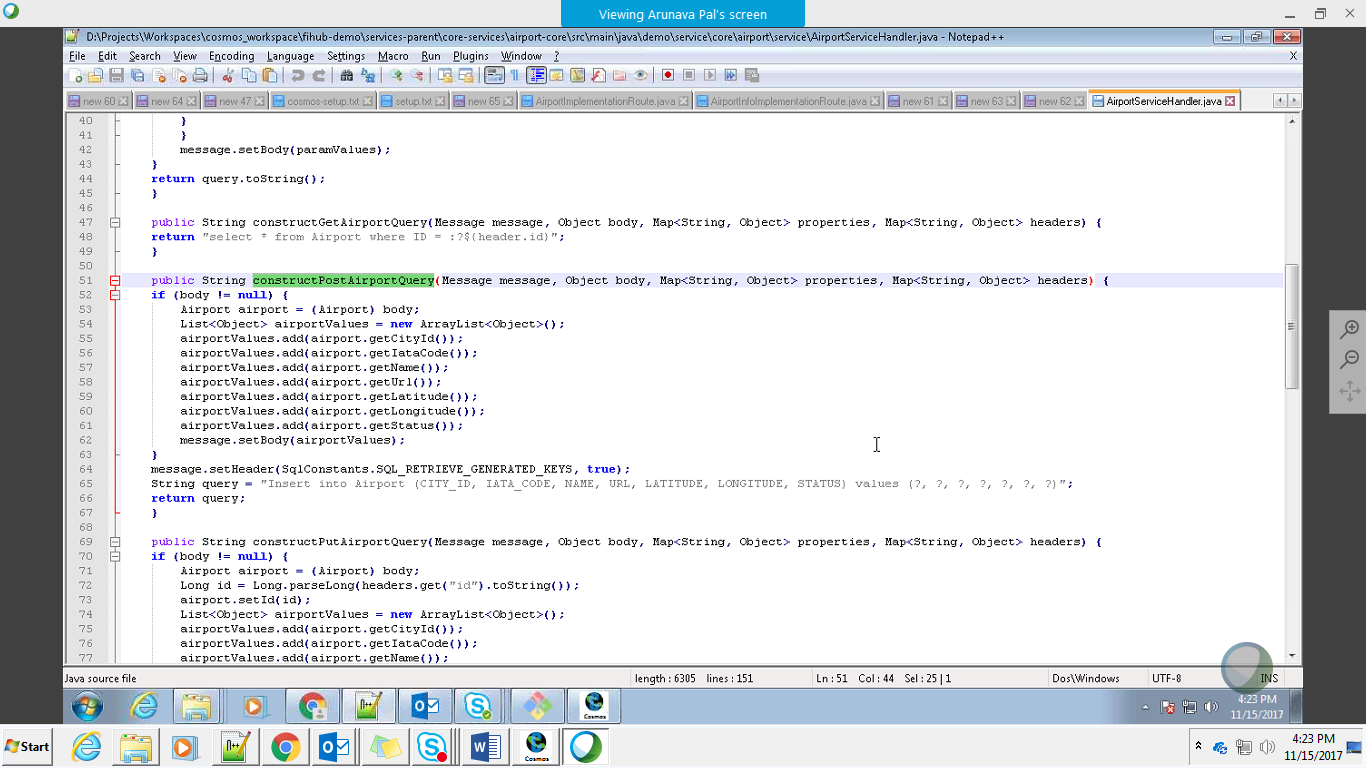 Viewing Arunava Pal's screen
D:\Projects\Workspaces\cosmos_workspace\fihub-demo\services-parent\core-services\airport-core\src\main\java\demo\service\core\airport\service\AirportServiceHandler.java - Notepad++
File Edit Search View Encoding Language Settings Macro Run Plugins Window ? X
new 60 new 64 new 47 cosmos-setup.txt setup.txt new 65 AirportImplementationRoute.java AirportInfoImplementationRoute.java new 61 new 63 new 62 AirportServiceHandler.java
40 }
41 }
42 message.setBody(paramValues);
43 }
44 return query.toString();
45 }
46
47 public String constructGetAirportQuery(Message message, Object body, Map<String, Object> properties, Map<String, Object> headers) {
48 return "select * from Airport where ID = :?$(header.id)";
49 }
50
51 public String constructPostAirportQuery(Message message, Object body, Map<String, Object> properties, Map<String, Object> headers) {
52 if (body != null) {
53 Airport airport = (Airport) body;
54 List<Object> airportValues = new ArrayList<Object>();
55 airportValues.add(airport.getCityId());
56 airportValues.add(airport.getIataCode());
57 airportValues.add(airport.getName());
58 airportValues.add(airport.getUrl());
59 airportValues.add(airport.getLatitude());
60 airportValues.add(airport.getLongitude());
61 airportValues.add(airport.getStatus());
62 message.setBody(airportValues);
63 }
64 message.setHeader(SqlConstants.SQL_RETRIEVE_GENERATED_KEYS, true);
65 String query = "Insert into Airport (CITY_ID, IATA_CODE, NAME, URL, LATITUDE, LONGITUDE, STATUS) values (?, ?, ?, ?, ?, ?, ?)";
66 return query;
67 }
68
69 public String constructPutAirportQuery(Message message, Object body, Map<String, Object> properties, Map<String, Object> headers) {
70 if (body != null) {
71 Airport airport = (Airport) body;
72 Long id = Long.parseLong(headers.get("id").toString());
73 airport.setId(id);
74 List<Object> airportValues = new ArrayList<Object>();
75 airportValues.add(airport.getCityId());
76 airportValues.add(airport.getIataCode());
77 airportValues.add(airport.getName());
Java source file length : 6305 lines : 151 Ln : 51 Col : 44 Sel : 25 | 1 Dos\Windows UTF-8 INS
Cosmos
4:23 PM
11/15/2017
Start
Cosmos
4:23 PM
11/15/2017